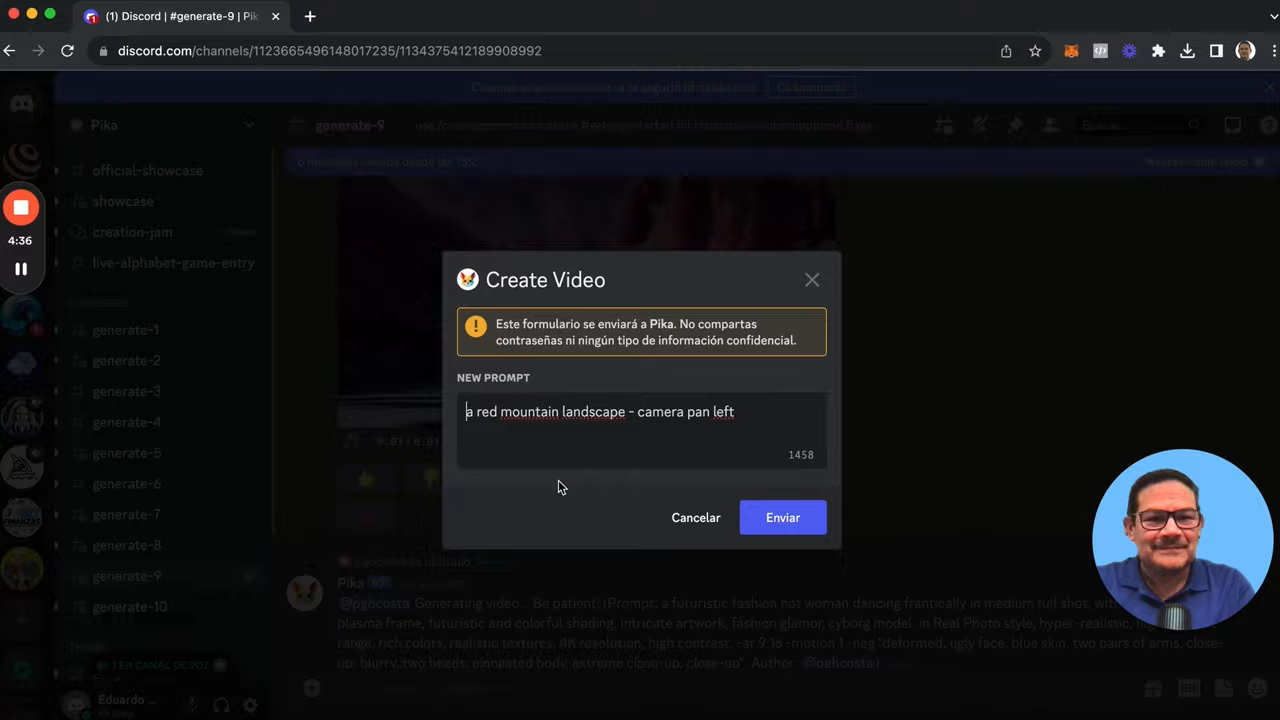 (1) Discord | #generate-9 | Pik
discord.com/channels/1123665496148017235/1134375412189908992
Pika
generate-9
official-showcase
showcase
creation-jam
live-alphabet-game-entry
4:36
generate-1
generate-2
generate-3
generate-4
generate-5
generate-6
generate-7
generate-8
generate-9
generate-10
Create Video
Este formulario se enviará a Pika. No compartas
contraseñas ni ningún tipo de información confidencial.
NEW PROMPT
a red mountain landscape - camera pan left
1458
Cancelar
Enviar
Pika
@pghcosta Generating video... Be patient! (Prompt: a futuristic fashion hot woman dancing frantically in medium full shot, with
plasma frame, futuristic and colorful shading, intricate artwork, fashion glamor, cyborg model in Real Photo style, hyper-realistic,
range, rich colors, realistic textures, 4K resolution, high contrast. -ar 9:16 -motion 1 -neg "deformed, ugly face, blue skin, two pairs of arms, close-
up, blurry, two heads, elongated body, extreme close-up, close-up" Author: @pghcosta )
TEN CANAL DE VOZ
Eduardo ...